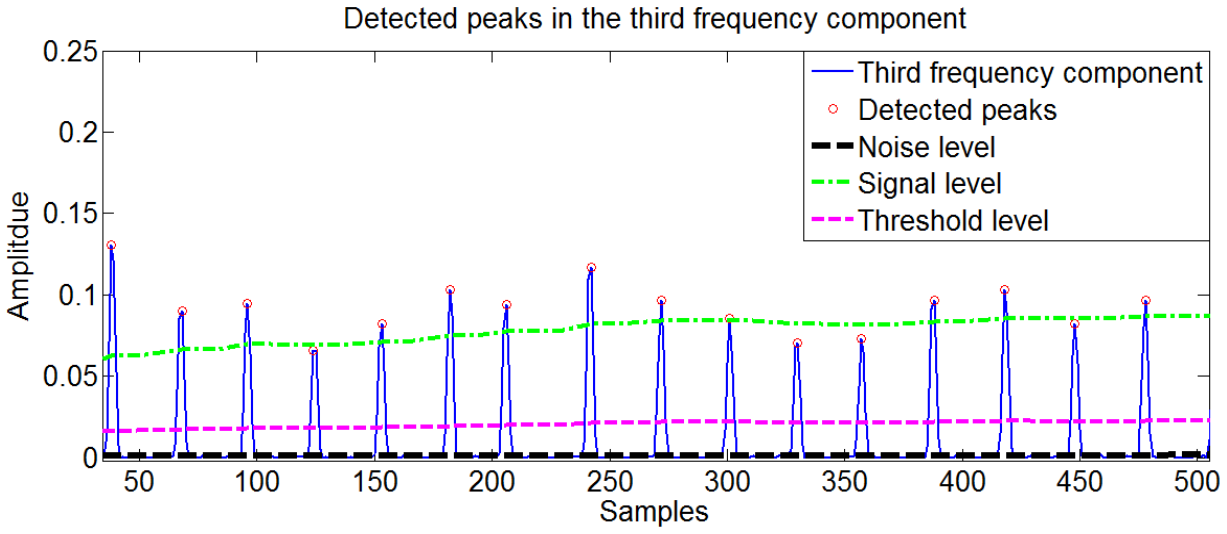 Detected peaks in the third frequency component
0.25
0.2
0.15
0.1
0.05
0
Amplitdue
Third frequency component
Detected peaks
Noise level
Signal level
Threshold level
50 100 150 200 250 300 350 400 450 500
Samples